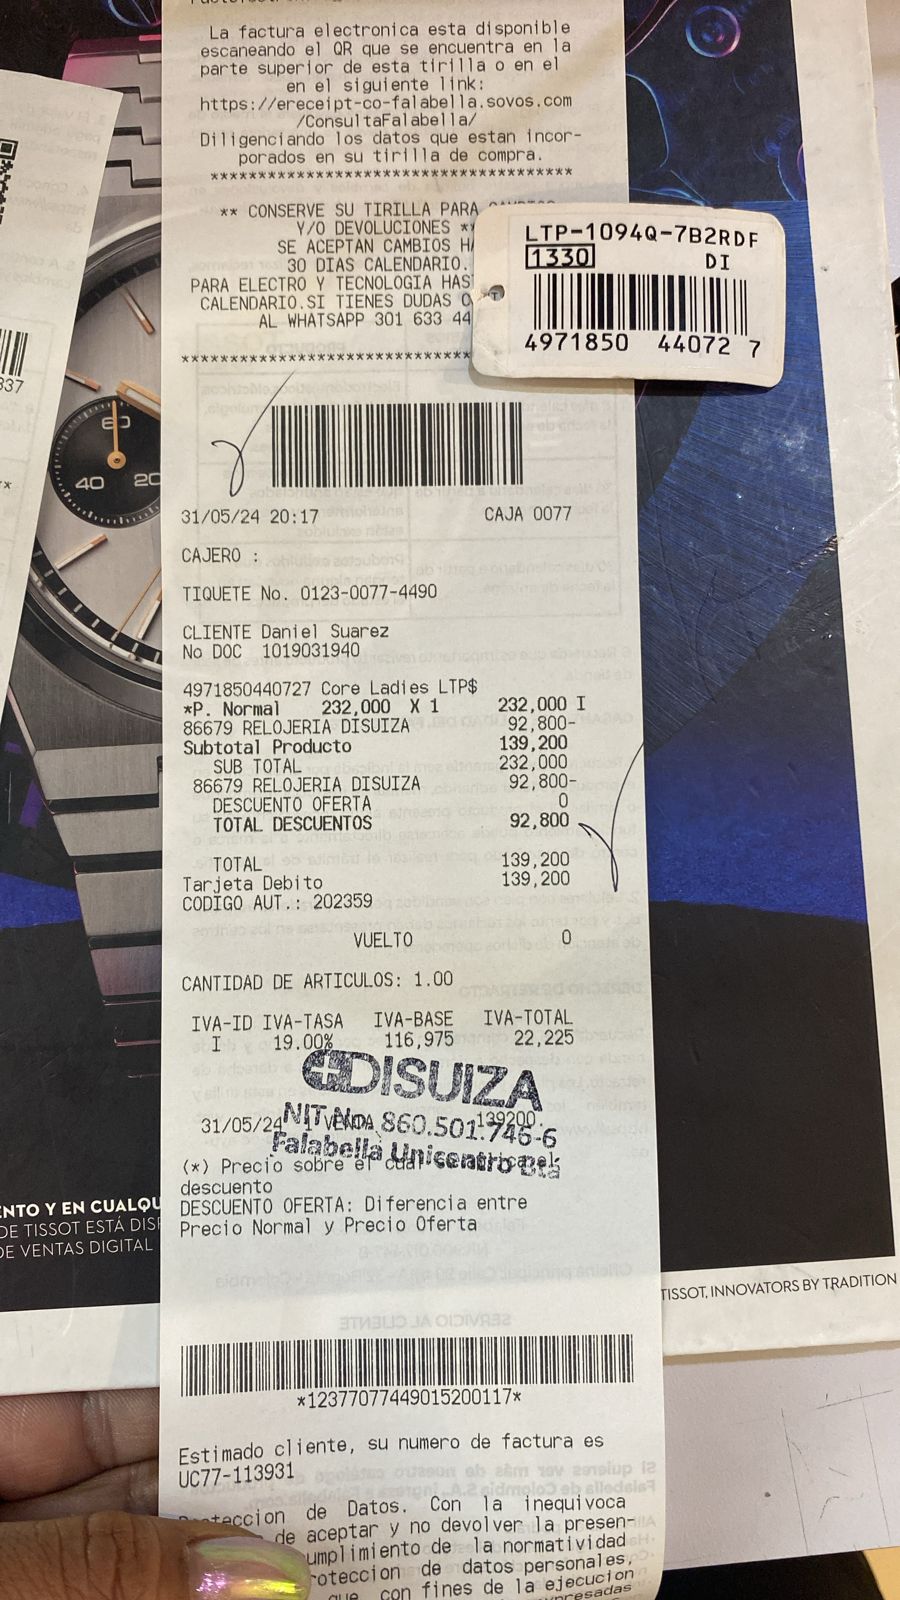 La factura electronica esta disponible
escaneando el QR que se encuentra en la
parte superior de esta tirilla o en el
en el siguiente link:
https://ereceipt-co-falabella.sovos.com
/ConsultaFalabella/
Diligenciando los datos que estan incor-
porados en su tirilla de compra.
**************************************
** CONSERVE SU TIRILLA PARA
Y/O DEVOLUCIONES **
SE ACEPTAN CAMBIOS
30 DIAS CALENDARIO.
PARA ELECTRO Y TECNOLOGIA
CALENDARIO.SI TIENES DUDAS
AL WHATSAPP 301 633 44
LTP-1094Q-7B2RDF
1330 DI
4971850 44072 7
31/05/24 20:17 CAJA 0077
CAJERO :
TIQUETE No. 0123-0077-4490
CLIENTE Daniel Suarez
No DOC 1019031940
4971850440727 Core Ladies LTP$
*P. Normal 232,000 X 1 232,000 I
86679 RELOJERIA DISUIZA 92,800-
Subtotal Producto 139,200
SUB TOTAL 232,000
86679 RELOJERIA DISUIZA 92,800-
DESCUENTO OFERTA 0
TOTAL DESCUENTOS 92,800
TOTAL 139,200
Tarjeta Debito 139,200
CODIGO AUT.: 202359
VUELTO 0
CANTIDAD DE ARTICULOS: 1.00
IVA-ID IVA-TASA IVA-BASE IVA-TOTAL
I 19.00% 116,975 22,225
DISUIZA
NIT No. 860.501.746-6
Falabella Unicentro Bta
31/05/24 1 VENTA 139200
(*) Precio sobre el cual
descuento
DESCUENTO OFERTA: Diferencia entre
Precio Normal y Precio Oferta
*12377077449015200117*
Estimado cliente, su numero de factura es
UC77-113931
de Datos. Con la inequivoca
de aceptar y no devolver la presen-
de la normatividad
de datos personales,
con fines de la ejecucion
60
40
20
837
ENTO Y EN CUALQU
DE TISSOT ESTÁ DISP
DE VENTAS DIGITAL
TISSOT, INNOVATORS BY TRADITION